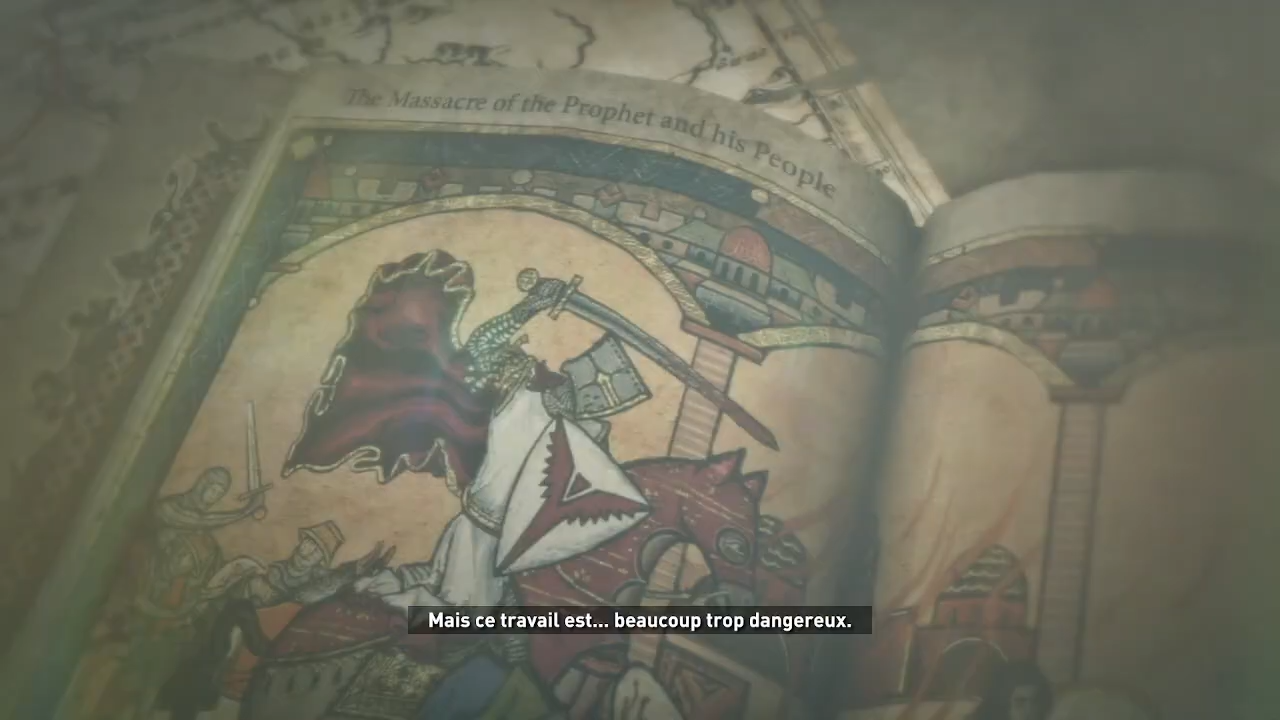 The Massacre of the Prophet and his People
Mais ce travail est... beaucoup trop dangereux.